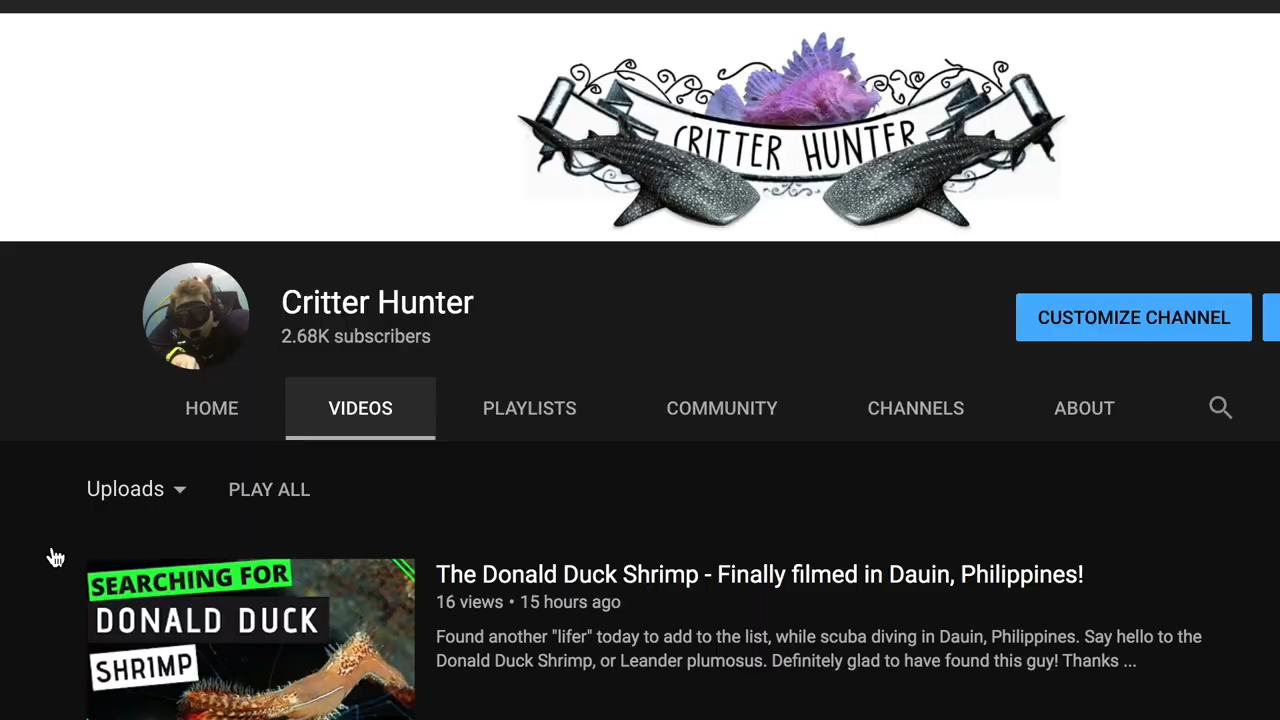 CRITTER HUNTER
Critter Hunter
2.68K subscribers
CUSTOMIZE CHANNEL
HOME VIDEOS PLAYLISTS COMMUNITY CHANNELS ABOUT
Uploads PLAY ALL
SEARCHING FOR
DONALD DUCK
SHRIMP
The Donald Duck Shrimp - Finally filmed in Dauin, Philippines!
16 views • 15 hours ago
Found another "lifer" today to add to the list, while scuba diving in Dauin, Philippines. Say hello to the
Donald Duck Shrimp, or Leander plumosus. Definitely glad to have found this guy! Thanks ...